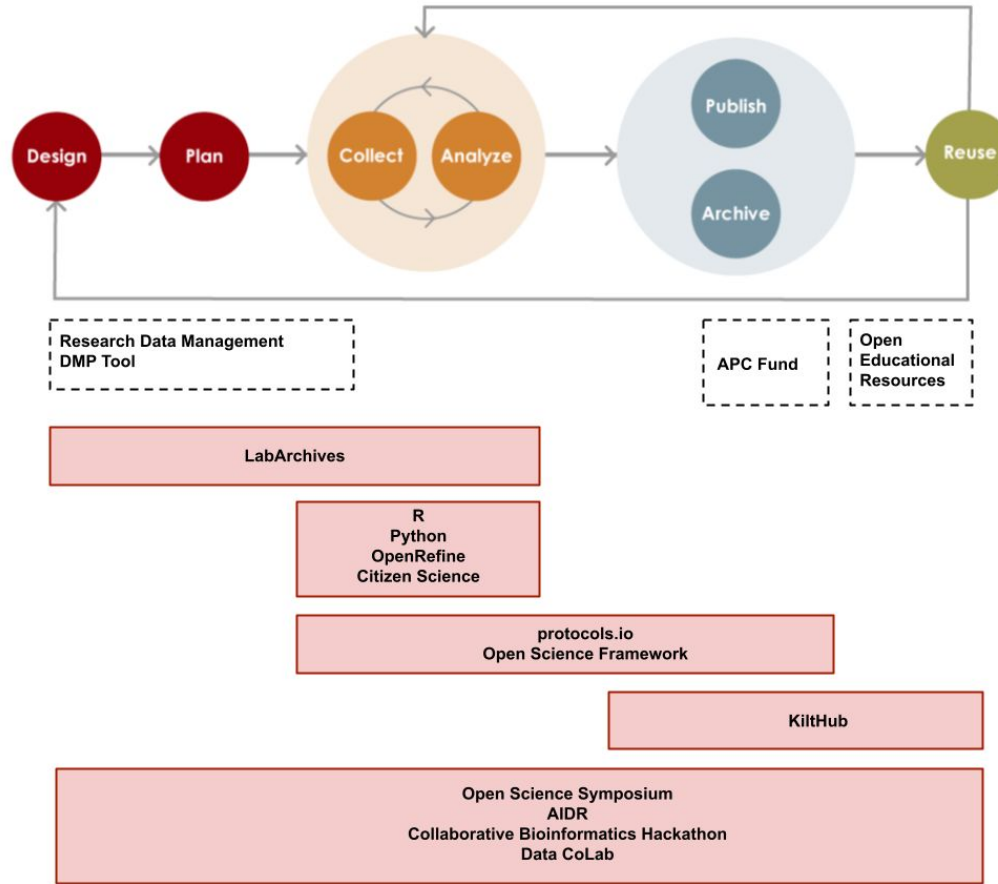 Publish
Design
Plan
Collect
Analyze
Reuse
Archive
Research Data Management
DMP Tool
APC Fund
Open
Educational
Resources
LabArchives
R
Python
OpenRefine
Citizen Science
protocols.io
Open Science Framework
KiltHub
Open Science Symposium
AIDR
Collaborative Bioinformatics Hackathon
Data CoLab